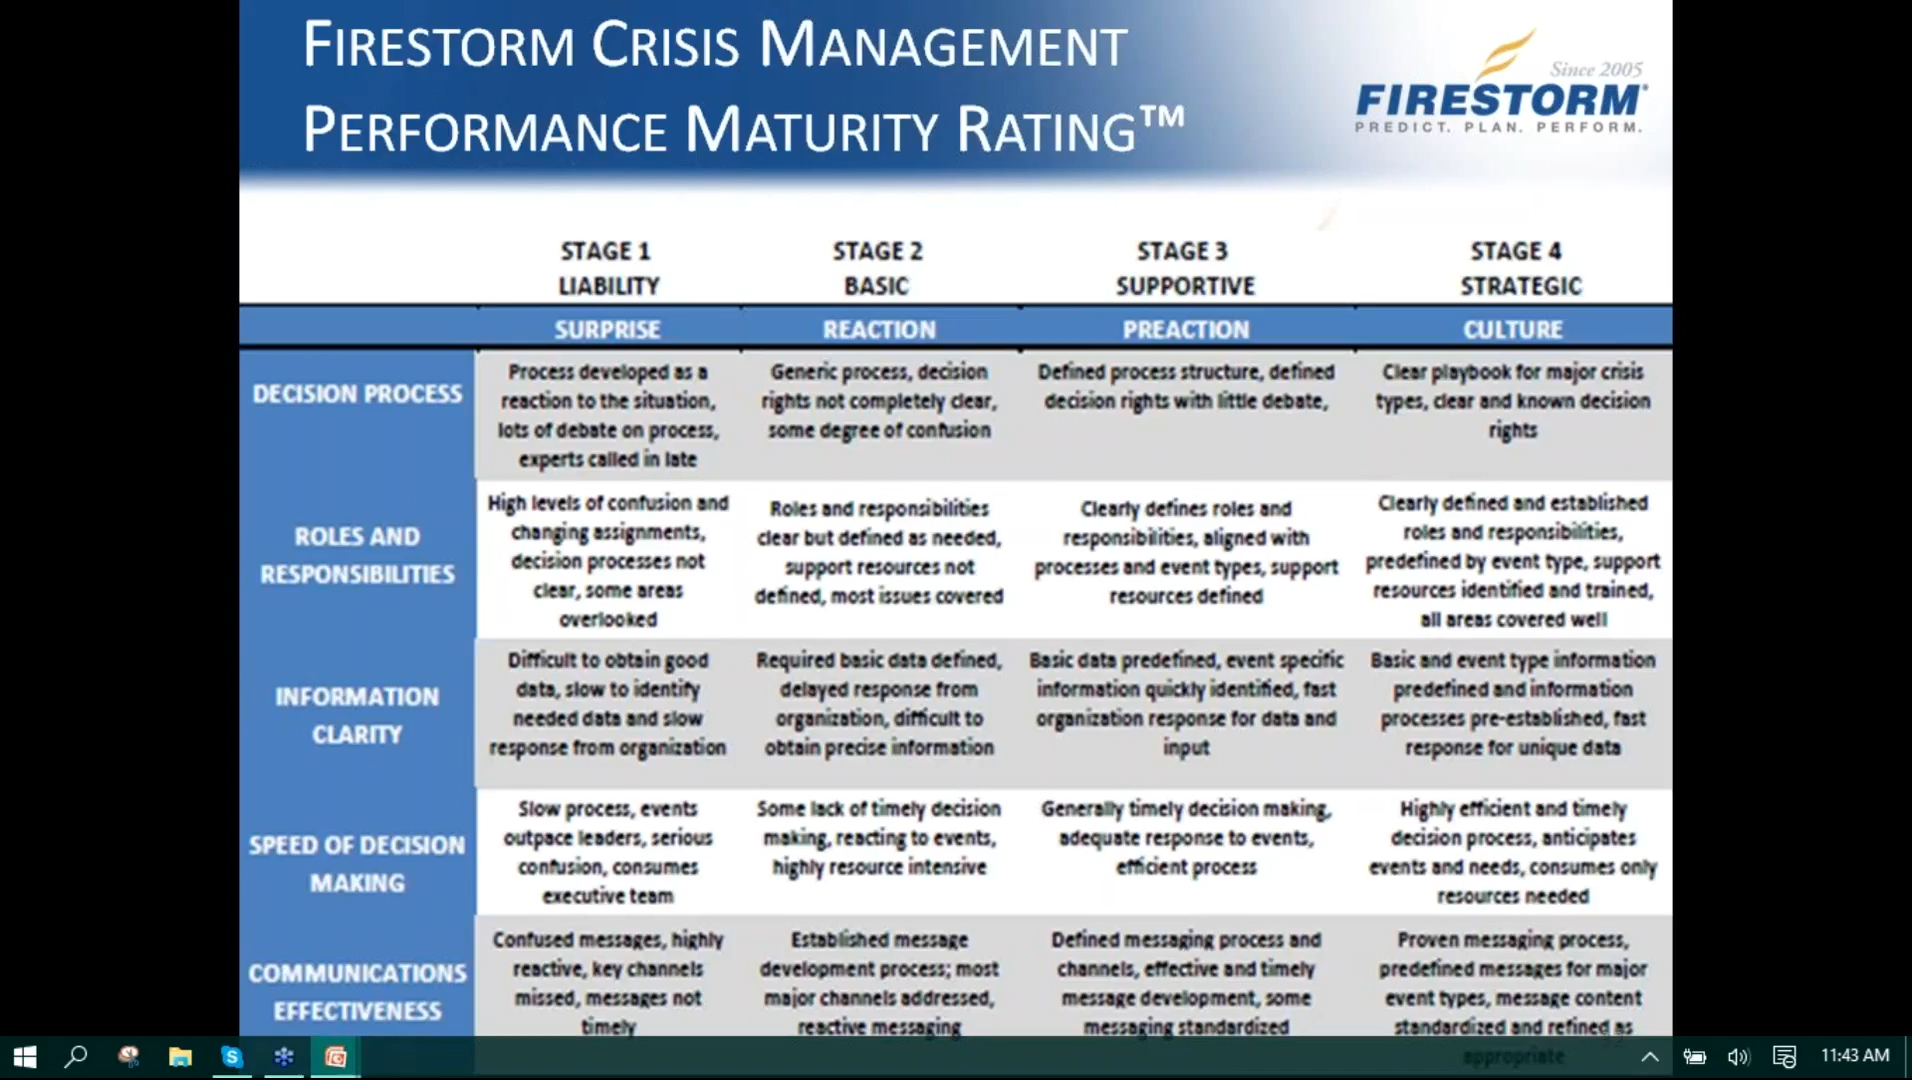 FIRESTORM CRISIS MANAGEMENT
PERFORMANCE MATURITY RATING™
Since 2005
FIRESTORM®
PREDICT. PLAN. PERFORM.
STAGE 1
LIABILITY
STAGE 2
BASIC
STAGE 3
SUPPORTIVE
STAGE 4
STRATEGIC
SURPRISE
REACTION
PREACTION
CULTURE
DECISION PROCESS
Process developed as a
reaction to the situation,
lots of debate on process,
experts called in late
Generic process, decision
rights not completely clear,
some degree of confusion
Defined process structure, defined
decision rights with little debate,
Clear playbook for major crisis
types, clear and known decision
rights
ROLES AND
RESPONSIBILITIES
High levels of confusion and
changing assignments,
decision processes not
clear, some areas
overlooked
Roles and responsibilities
clear but defined as needed,
support resources not
defined, most issues covered
Clearly defines roles and
responsibilities, aligned with
processes and event types, support
resources defined
Clearly defined and established
roles and responsibilities,
predefined by event type, support
resources identified and trained,
all areas covered well
INFORMATION
CLARITY
Difficult to obtain good
data, slow to identify
needed data and slow
response from organization
Required basic data defined,
delayed response from
organization, difficult to
obtain precise information
Basic data predefined, event specific
information quickly identified, fast
organization response for data and
input
Basic and event type information
predefined and information
processes pre-established, fast
response for unique data
SPEED OF DECISION
MAKING
Slow process, events
outpace leaders, serious
confusion, consumes
executive team
Some lack of timely decision
making, reacting to events,
highly resource intensive
Generally timely decision making,
adequate response to events,
efficient process
Highly efficient and timely
decision process, anticipates
events and needs, consumes only
resources needed
COMMUNICATIONS
EFFECTIVENESS
Confused messages, highly
reactive, key channels
missed, messages not
timely
Established message
development process; most
major channels addressed,
reactive messaging
Defined messaging process and
channels, effective and timely
message development, some
messaging standardized
Proven messaging process,
predefined messages for major
event types, message content
standardized and refined as
appropriate
11:43 AM